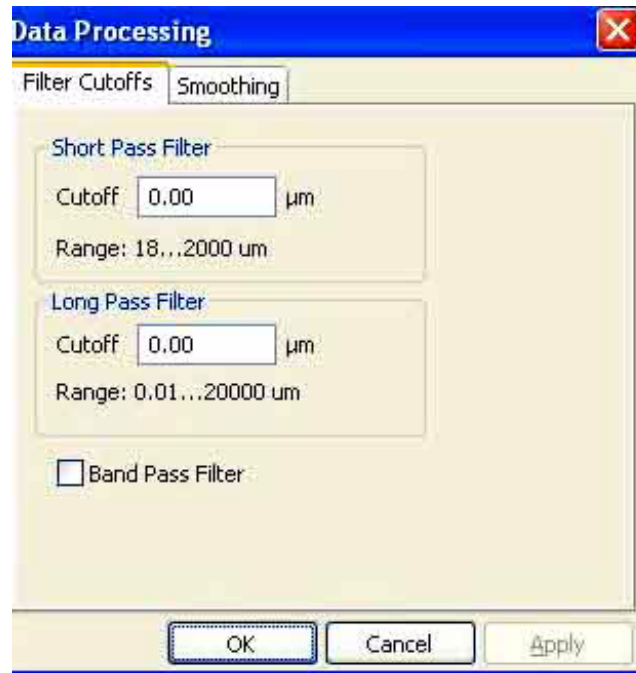 Data Processing
Filter Cutoffs Smoothing
Short Pass Filter
Cutoff 0.00 µm
Range: 18...2000 um
Long Pass Filter
Cutoff 0.00 µm
Range: 0.01...20000 um
Band Pass Filter
OK Cancel Apply